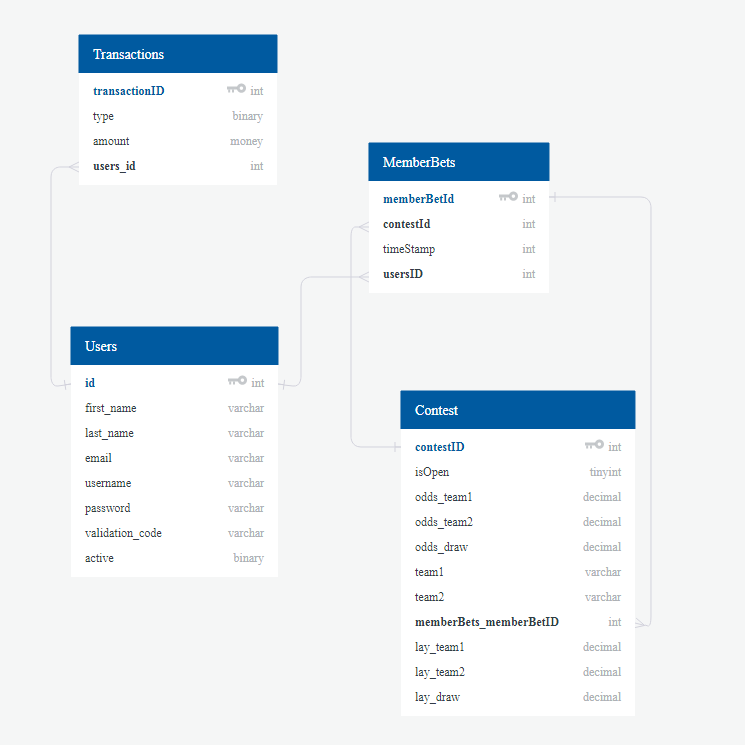 Transactions
transactionID int
type binary
amount money
users_id int
MemberBets
memberBetId int
contestId int
timeStamp int
usersID int
Users
id int
first_name varchar
last_name varchar
email varchar
username varchar
password varchar
validation_code varchar
active binary
Contest
contestID int
isOpen tinyint
odds_team1 decimal
odds_team2 decimal
odds_draw decimal
team1 varchar
team2 varchar
memberBets_memberBetID int
lay_team1 decimal
lay_team2 decimal
lay_draw decimal